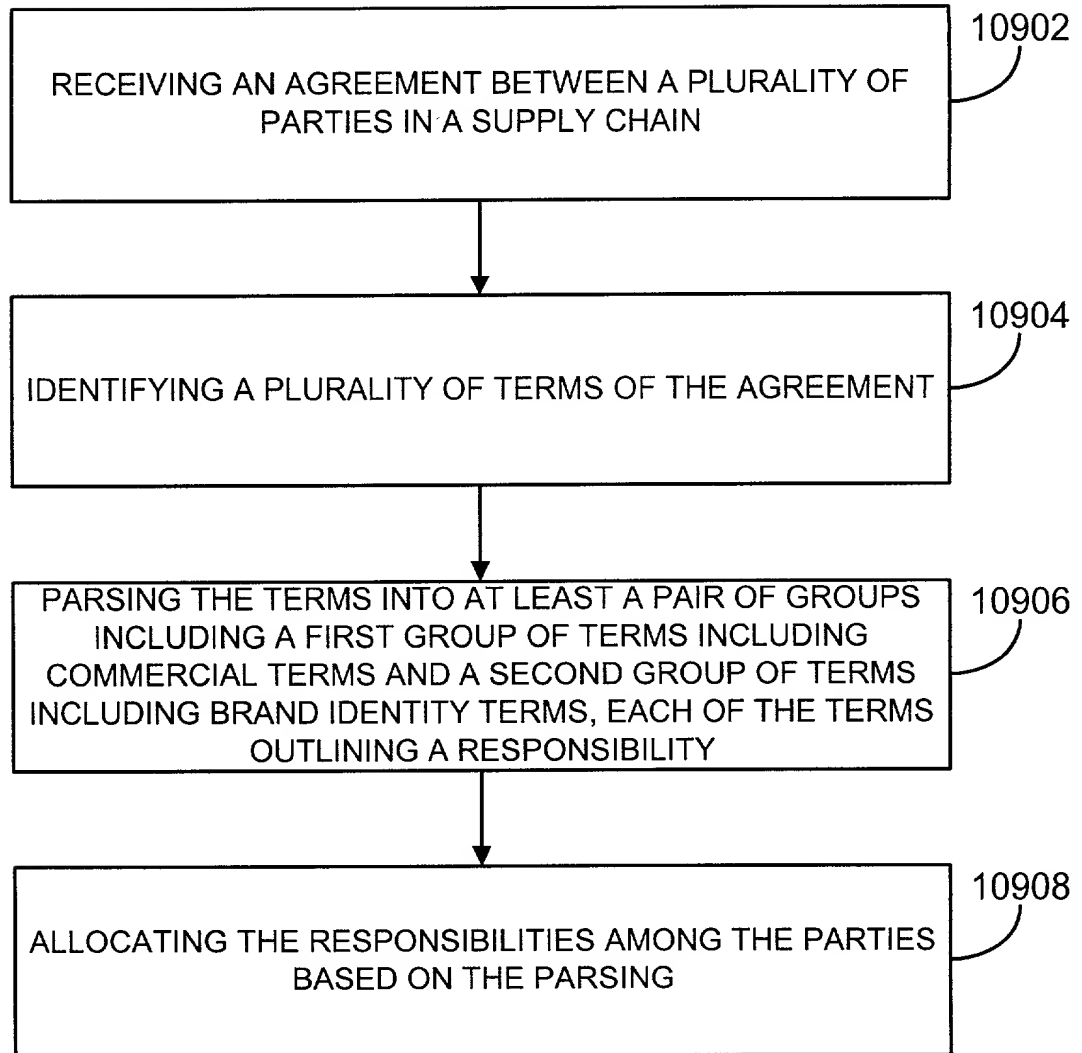 10902
RECEIVING AN AGREEMENT BETWEEN A PLURALITY OF
PARTIES IN A SUPPLY CHAIN
10904
IDENTIFYING A PLURALITY OF TERMS OF THE AGREEMENT
10906
PARSING THE TERMS INTO AT LEAST A PAIR OF GROUPS
INCLUDING A FIRST GROUP OF TERMS INCLUDING
COMMERCIAL TERMS AND A SECOND GROUP OF TERMS
INCLUDING BRAND IDENTITY TERMS, EACH OF THE TERMS
OUTLINING A RESPONSIBILITY
10908
ALLOCATING THE RESPONSIBILITIES AMONG THE PARTIES
BASED ON THE PARSING